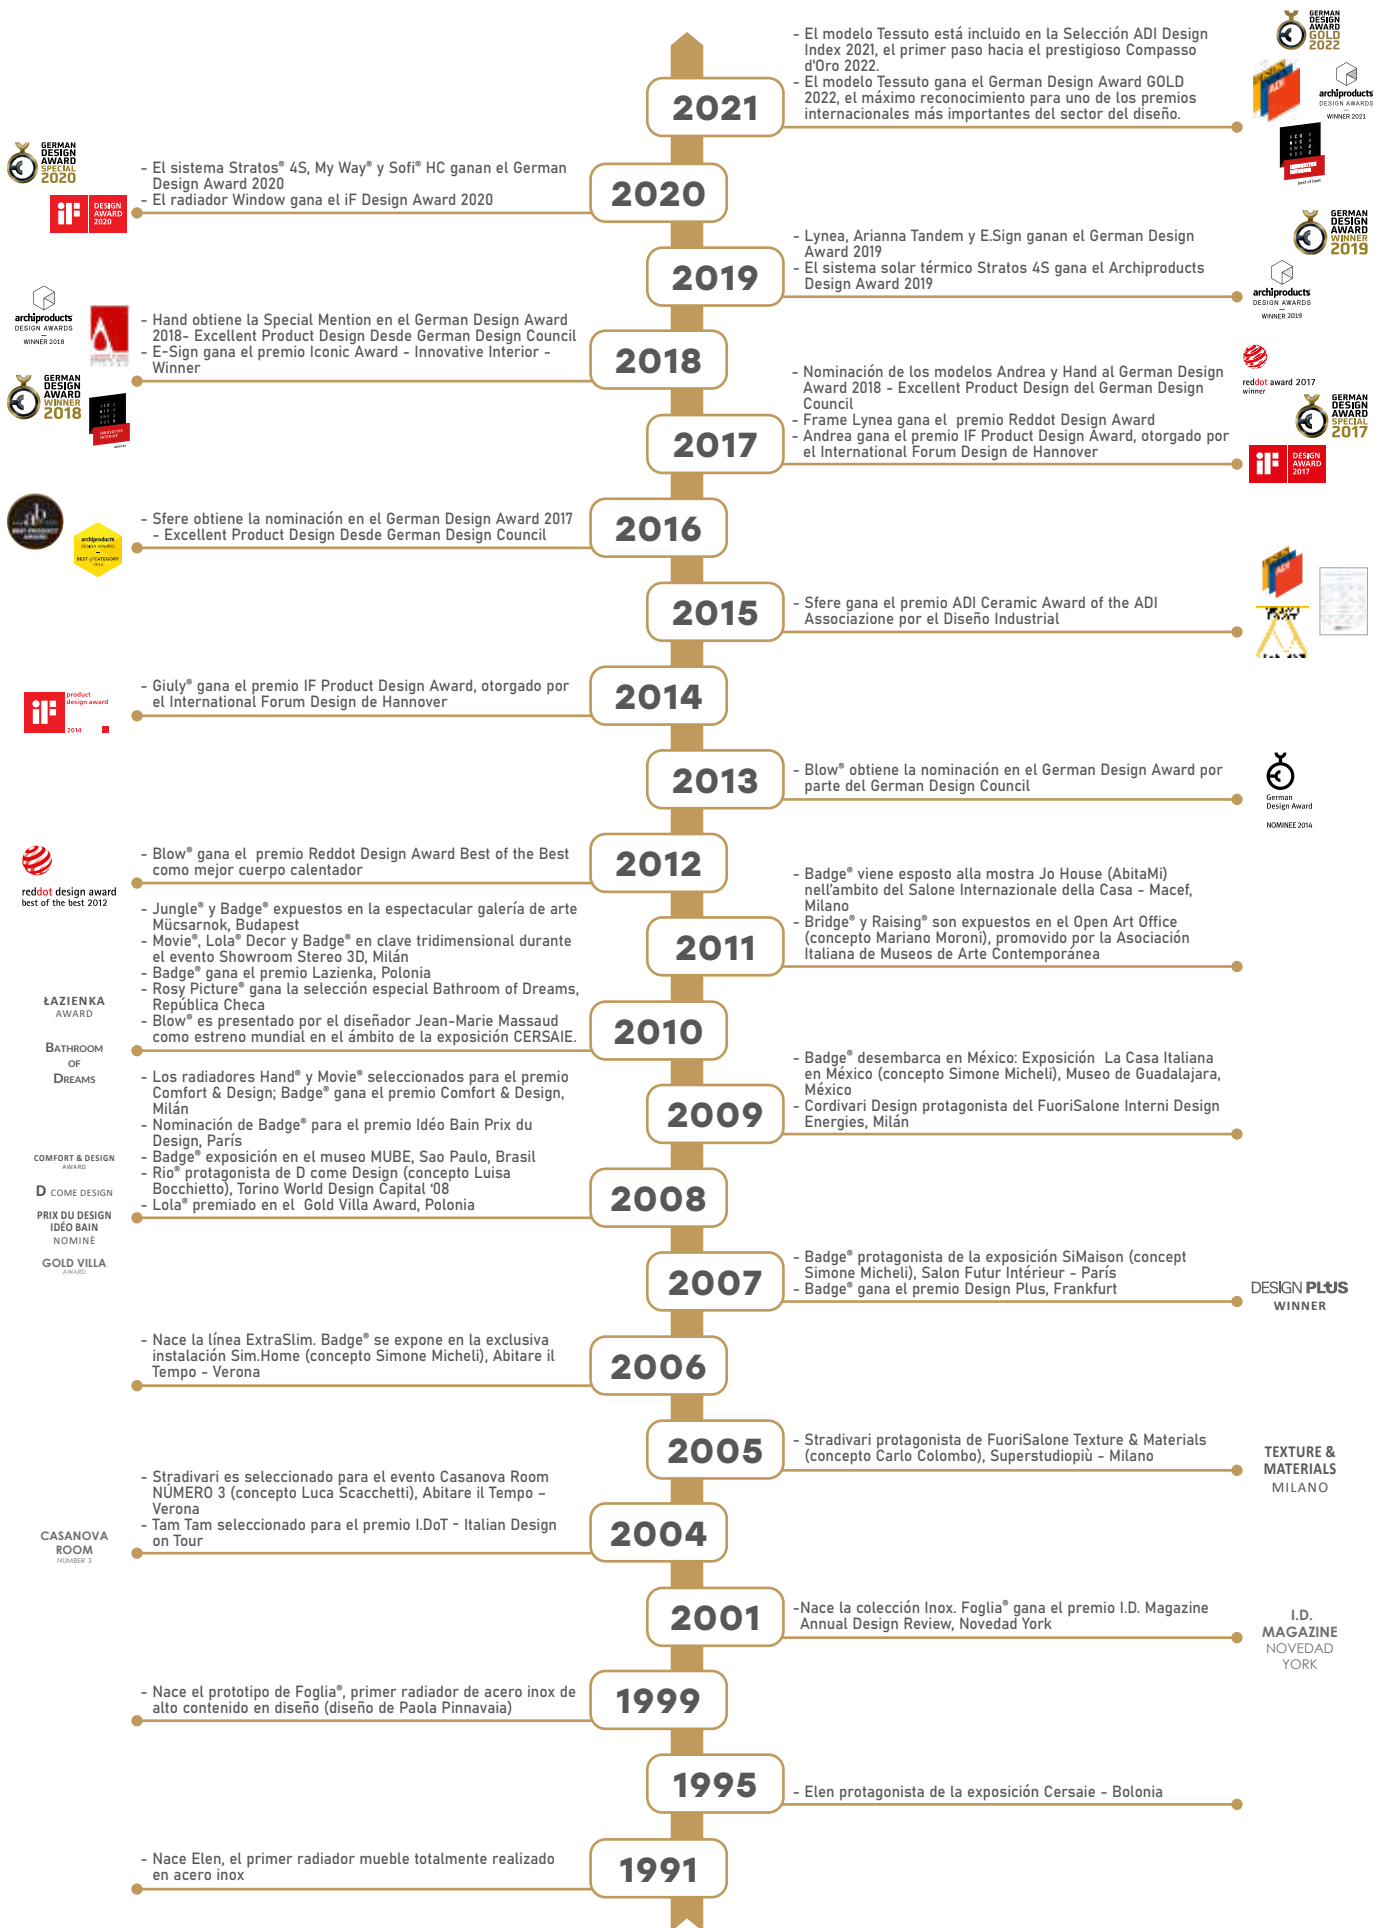 - El modelo Tessuto está incluido en la Selección ADI Design
Index 2021, el primer paso hacia el prestigioso Compasso
d'Oro 2022.
- El modelo Tessuto gana el German Design Award GOLD
2022, el máximo reconocimiento para uno de los premios
internacionales más importantes del sector del diseño.
2021
GERMAN
DESIGN
AWARD
GOLD
2022
ADI
archiproducts
DESIGN AWARDS
WINNER 2021
best of best
GERMAN
DESIGN
AWARD
SPECIAL
2020
iF
DESIGN
AWARD
2020
- El sistema Stratos® 4S, My Way® y Sofi® HC ganan el German
Design Award 2020
- El radiador Window gana el iF Design Award 2020
2020
- Lynea, Arianna Tandem y E.Sign ganan el German Design
Award 2019
- El sistema solar térmico Stratos 4S gana el Archiproducts
Design Award 2019
2019
GERMAN
DESIGN
AWARD
WINNER
2019
archiproducts
DESIGN AWARDS
WINNER 2019
archiproducts
DESIGN AWARDS
WINNER 2018
GERMAN
DESIGN
AWARD
WINNER
2018
INNOVATIVE
INTERIOR
- Hand obtiene la Special Mention en el German Design Award
2018- Excellent Product Design Desde German Design Council
- E-Sign gana el premio Iconic Award - Innovative Interior -
Winner
2018
- Nominación de los modelos Andrea y Hand al German Design
Award 2018 - Excellent Product Design del German Design
Council
- Frame Lynea gana el  premio Reddot Design Award
- Andrea gana el premio IF Product Design Award, otorgado por
el International Forum Design de Hannover
2017
reddot award 2017
winner
GERMAN
DESIGN
AWARD
SPECIAL
2017
iF
DESIGN
AWARD
2017
archiproducts
DESIGN AWARDS
BEST of CATEGORY
2016
- Sfere obtiene la nominación en el German Design Award 2017
- Excellent Product Design Desde German Design Council
2016
- Sfere gana el premio ADI Ceramic Award of the ADI
Associazione por el Diseño Industrial
2015
ADI
iF
product
design award
2014
- Giuly® gana el premio IF Product Design Award, otorgado por
el International Forum Design de Hannover
2014
- Blow® obtiene la nominación en el German Design Award por
parte del German Design Council
2013
German
Design Award
NOMINEE 2014
reddot design award
best of the best 2012
- Blow® gana el  premio Reddot Design Award Best of the Best
como mejor cuerpo calentador
2012
- Badge® viene esposto alla mostra Jo House (AbitaMi)
nell'ambito del Salone Internazionale della Casa - Macef,
Milano
- Bridge® y Raising® son expuestos en el Open Art Office
(concepto Mariano Moroni), promovido por la Asociación
Italiana de Museos de Arte Contemporánea
2011
ŁAZIENKA
AWARD
BATHROOM
OF
DREAMS
- Jungle® y Badge® expuestos en la espectacular galería de arte
Mücsarnok, Budapest
- Movie®, Lola® Decor y Badge® en clave tridimensional durante
el evento Showroom Stereo 3D, Milán
- Badge® gana el premio Lazienka, Polonia
- Rosy Picture® gana la selección especial Bathroom of Dreams,
República Checa
- Blow® es presentado por el diseñador Jean-Marie Massaud
como estreno mundial en el ámbito de la exposición CERSAIE.
2010
- Badge® desembarca en México: Exposición  La Casa Italiana
en México (concepto Simone Micheli), Museo de Guadalajara,
México
- Cordivari Design protagonista del FuoriSalone Interni Design
Energies, Milán
2009
COMFORT & DESIGN
AWARD
D COME DESIGN
PRIX DU DESIGN
IDÉO BAIN
NOMINÈ
GOLD VILLA
AWARD
- Los radiadores Hand® y Movie® seleccionados para el premio
Comfort & Design; Badge® gana el premio Comfort & Design,
Milán
- Nominación de Badge® para el premio Idéo Bain Prix du
Design, París
- Badge® exposición en el museo MUBE, Sao Paulo, Brasil
- Rio® protagonista de D come Design (concepto Luisa
Bocchietto), Torino World Design Capital '08
- Lola® premiado en el  Gold Villa Award, Polonia
2008
- Badge® protagonista de la exposición SiMaison (concept
Simone Micheli), Salon Futur Intérieur - París
- Badge® gana el premio Design Plus, Frankfurt
2007
DESIGN PLUS
WINNER
- Nace la línea ExtraSlim. Badge® se expone en la exclusiva
instalación Sim.Home (concepto Simone Micheli), Abitare il
Tempo - Verona
2006
- Stradivari protagonista de FuoriSalone Texture & Materials
(concepto Carlo Colombo), Superstudiopiù - Milano
2005
TEXTURE &
MATERIALS
MILANO
CASANOVA
ROOM
NUMBER 3
- Stradivari es seleccionado para el evento Casanova Room
NÚMERO 3 (concepto Luca Scacchetti), Abitare il Tempo –
Verona
- Tam Tam seleccionado para el premio I.DoT - Italian Design
on Tour
2004
-Nace la colección Inox. Foglia® gana el premio I.D. Magazine
Annual Design Review, Novedad York
2001
I.D.
MAGAZINE
NOVEDAD
YORK
- Nace el prototipo de Foglia®, primer radiador de acero inox de
alto contenido en diseño (diseño de Paola Pinnavaia)
1999
- Elen protagonista de la exposición Cersaie - Bolonia
1995
- Nace Elen, el primer radiador mueble totalmente realizado
en acero inox
1991